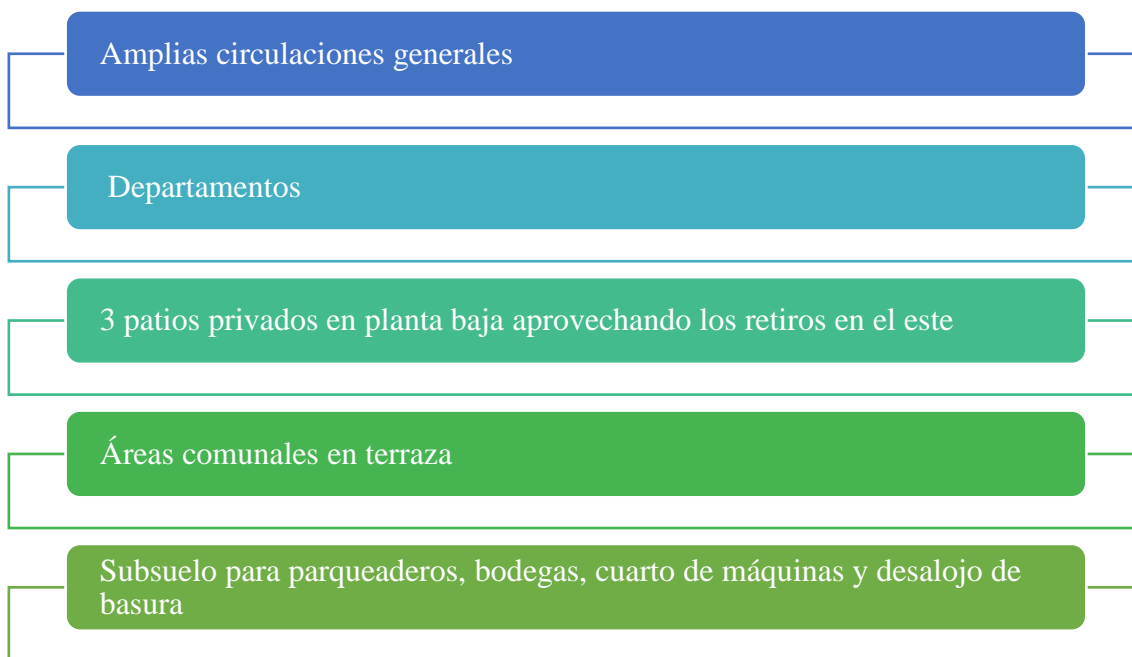 Amplias circulaciones generales
Departamentos
3 patios privados en planta baja aprovechando los retiros en el este
Áreas comunales en terraza
Subsuelo para parqueaderos, bodegas, cuarto de máquinas y desalojo de
basura